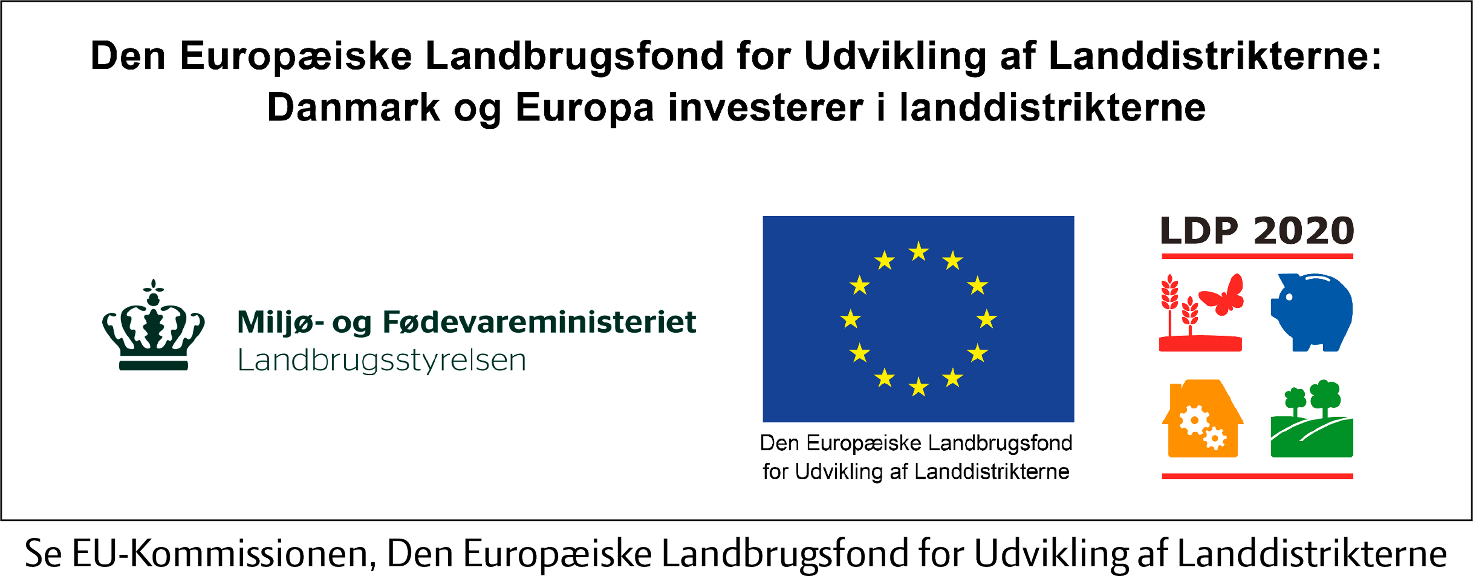 Den Europæiske Landbrugsfond for Udvikling af Landdistrikterne:
Danmark og Europa investerer i landdistrikterne
Miljø- og Fødevareministeriet
Landbrugsstyrelsen
Den Europæiske Landbrugsfond
for Udvikling af Landdistrikterne
LDP 2020
Se EU-Kommissionen, Den Europæiske Landbrugsfond for Udvikling af Landdistrikterne